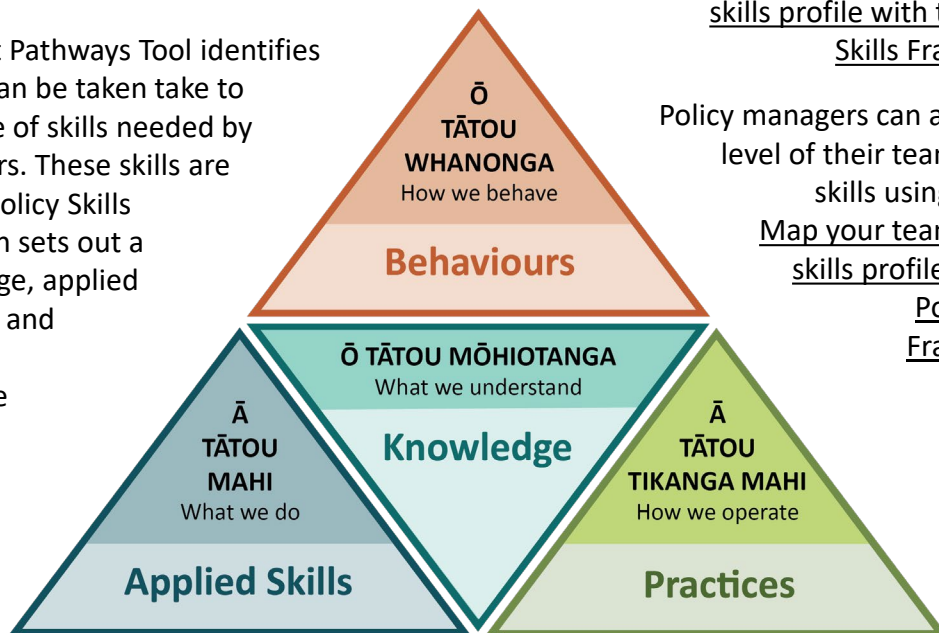 t Pathways Tool identifies
an be taken take to
e of skills needed by
rs. These skills are
olicy Skills
n sets out a
ge, applied
and
e
skills profile with t
Skills Fra
Policy managers can a
level of their tea
skills using
Map your tea
skills profile
Po
Fra
Ō
TĀTOU
WHANONGA
How we behave
Behaviours
Ō TĀTOU MŌHIOTANGA
What we understand
Knowledge
Ā
TĀTOU
MAHI
What we do
Applied Skills
Ā
TĀTOU
TIKANGA MAHI
How we operate
Practices